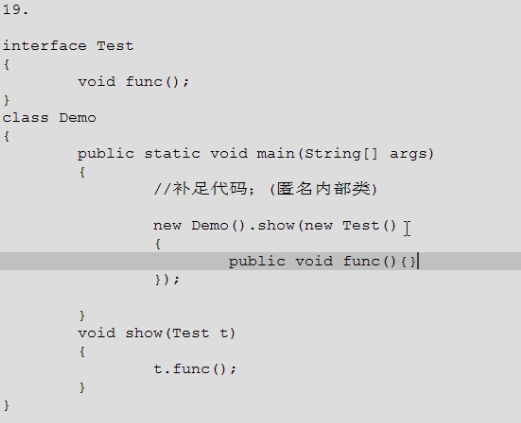 19.
interface Test
{
void func();
}
class Demo
{
public static void main(String[] args)
{
//补足代码; (匿名内部类)
new Demo().show(new Test()
{
public void func(){}
});
}
void show(Test t)
{
t.func();
}
}